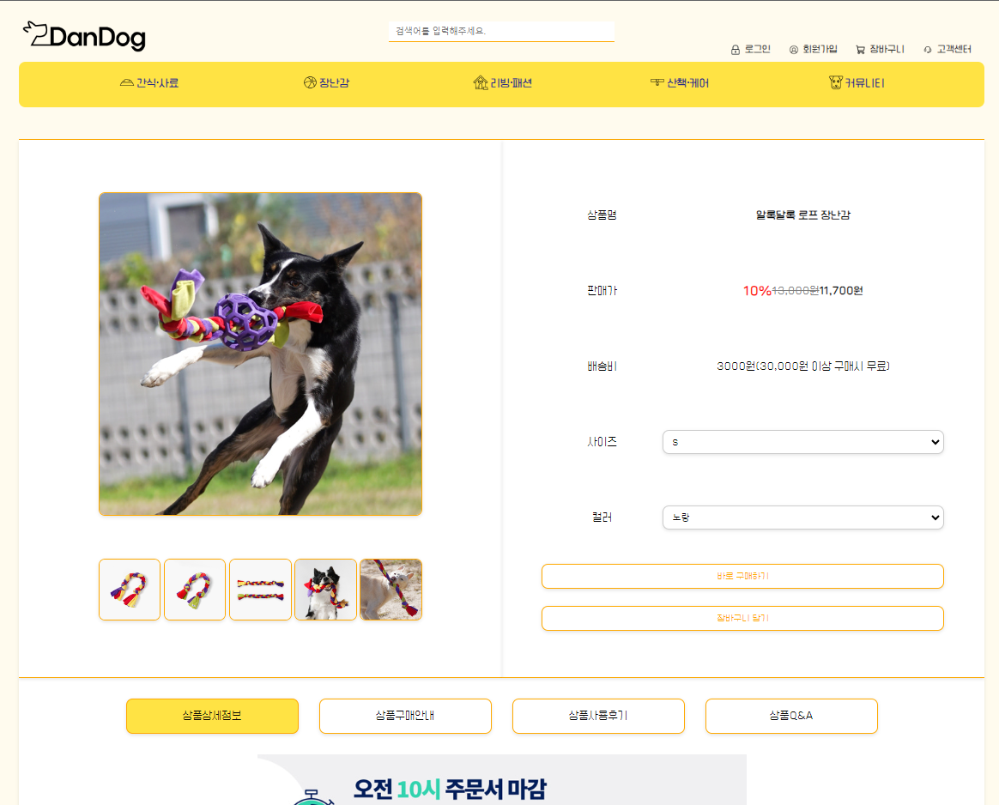 DanDog
검색어를 입력해주세요.
로그인 회원가입 장바구니 고객센터
간식·사료 장난감 리빙·패션 산책·케어 커뮤니티
상품명 알록달록 로프 장난감
판매가 10%13,000원11,700원
배송비 3000원(30,000원 이상 구매시 무료)
사이즈 S
컬러 노랑
바로 구매하기
장바구니 담기
상품상세정보 상품구매안내 상품사용후기 상품Q&A
오전 10시 주문서 마감